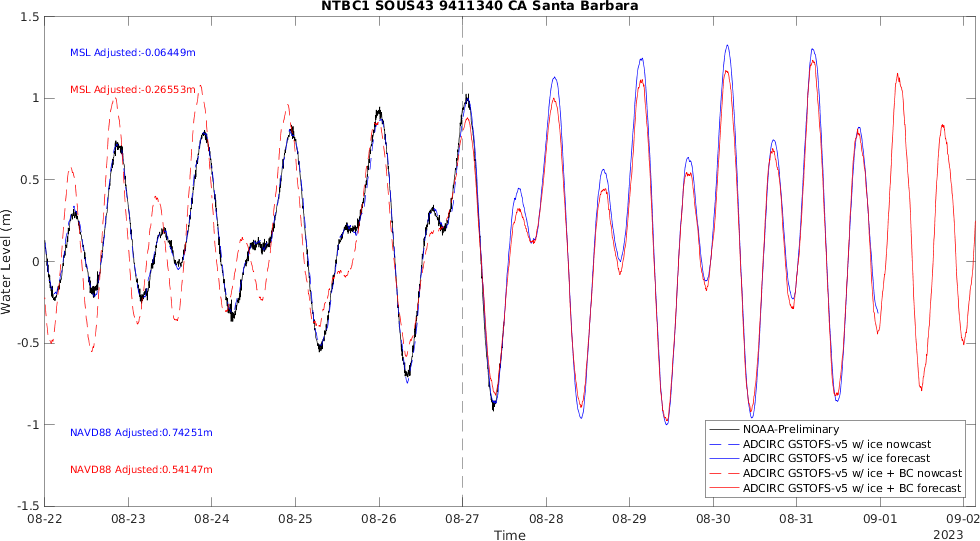 NTBC1 SOUS43 9411340 CA Santa Barbara
1.5
1
0.5
0
-0.5
-1
-1.5
Water Level (m)
MSL Adjusted:-0.06449m
MSL Adjusted:-0.26553m
NAVD88 Adjusted:0.74251m
NAVD88 Adjusted:0.54147m
NOAA-Preliminary
ADCIRC GSTOFS-v5 w/ ice nowcast
ADCIRC GSTOFS-v5 w/ ice forecast
ADCIRC GSTOFS-v5 w/ ice + BC nowcast
ADCIRC GSTOFS-v5 w/ ice + BC forecast
08-22 08-23 08-24 08-25 08-26 08-27 08-28 08-29 08-30 08-31 09-01 09-02
Time 2023